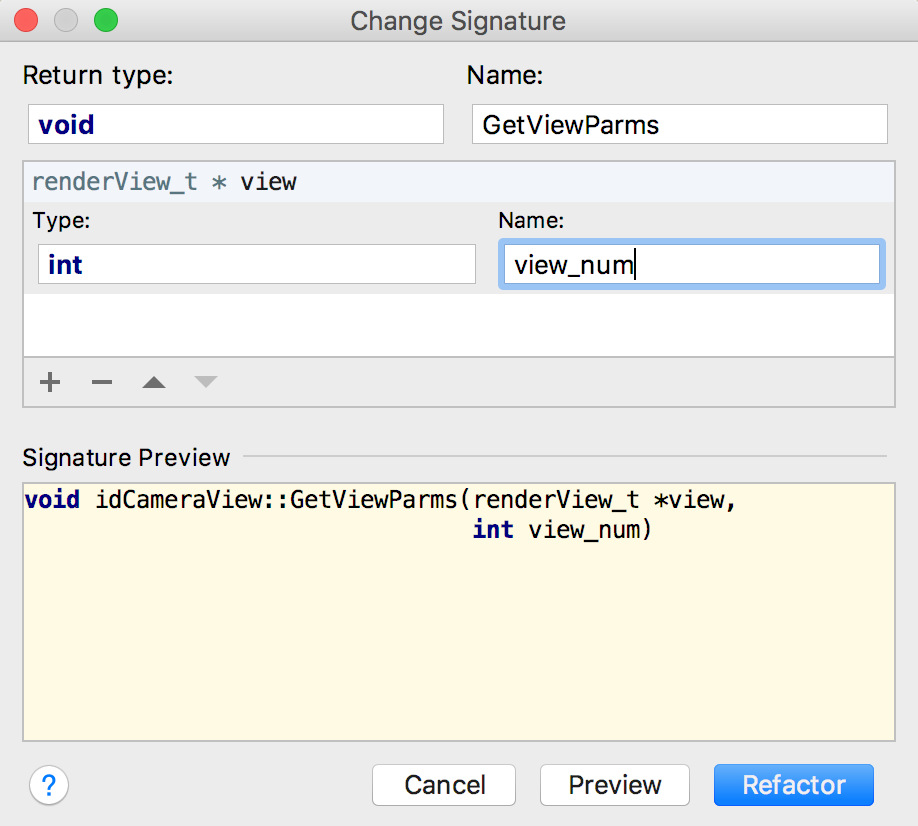 Change Signature
Return type: Name:
void GetViewParms
renderView_t * view
Type: Name:
int view_num
Signature Preview
void idCameraView::GetViewParms(renderView_t *view,
int view_num)
? Cancel Preview Refactor